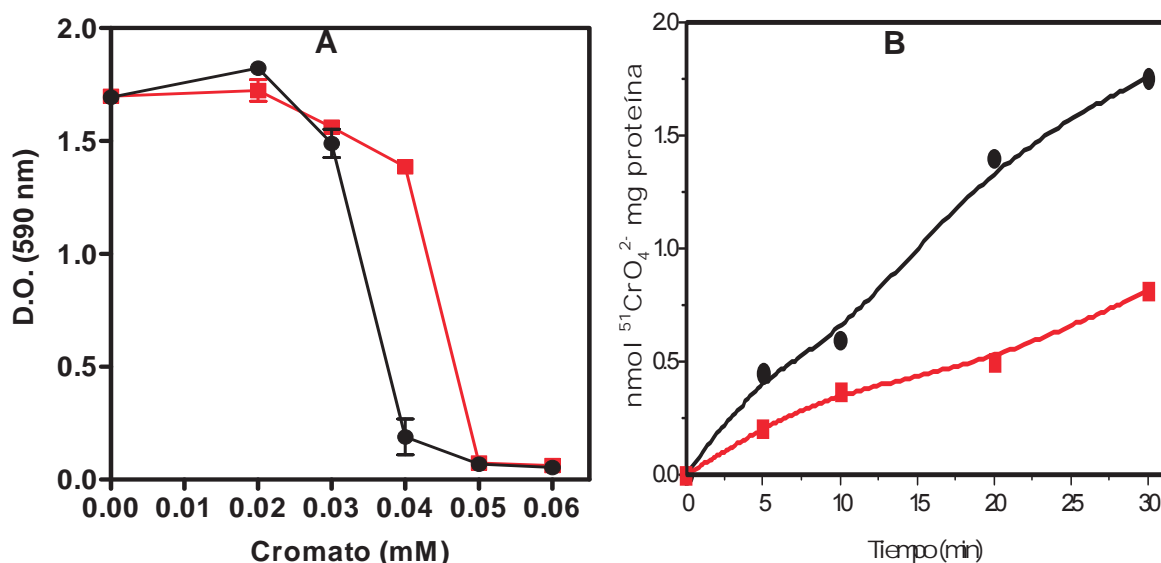 A
2.0
1.5
1.0
0.5
0.0
D.O. (590 nm)
0.00 0.01 0.02 0.03 0.04 0.05 0.06
Cromato (mM)
B
20
1.5
1.0
0.5
0.0
nmol ⁵¹CrO₄²⁻ mg proteína
0 5 10 15 20 25 30
Tiempo (min)